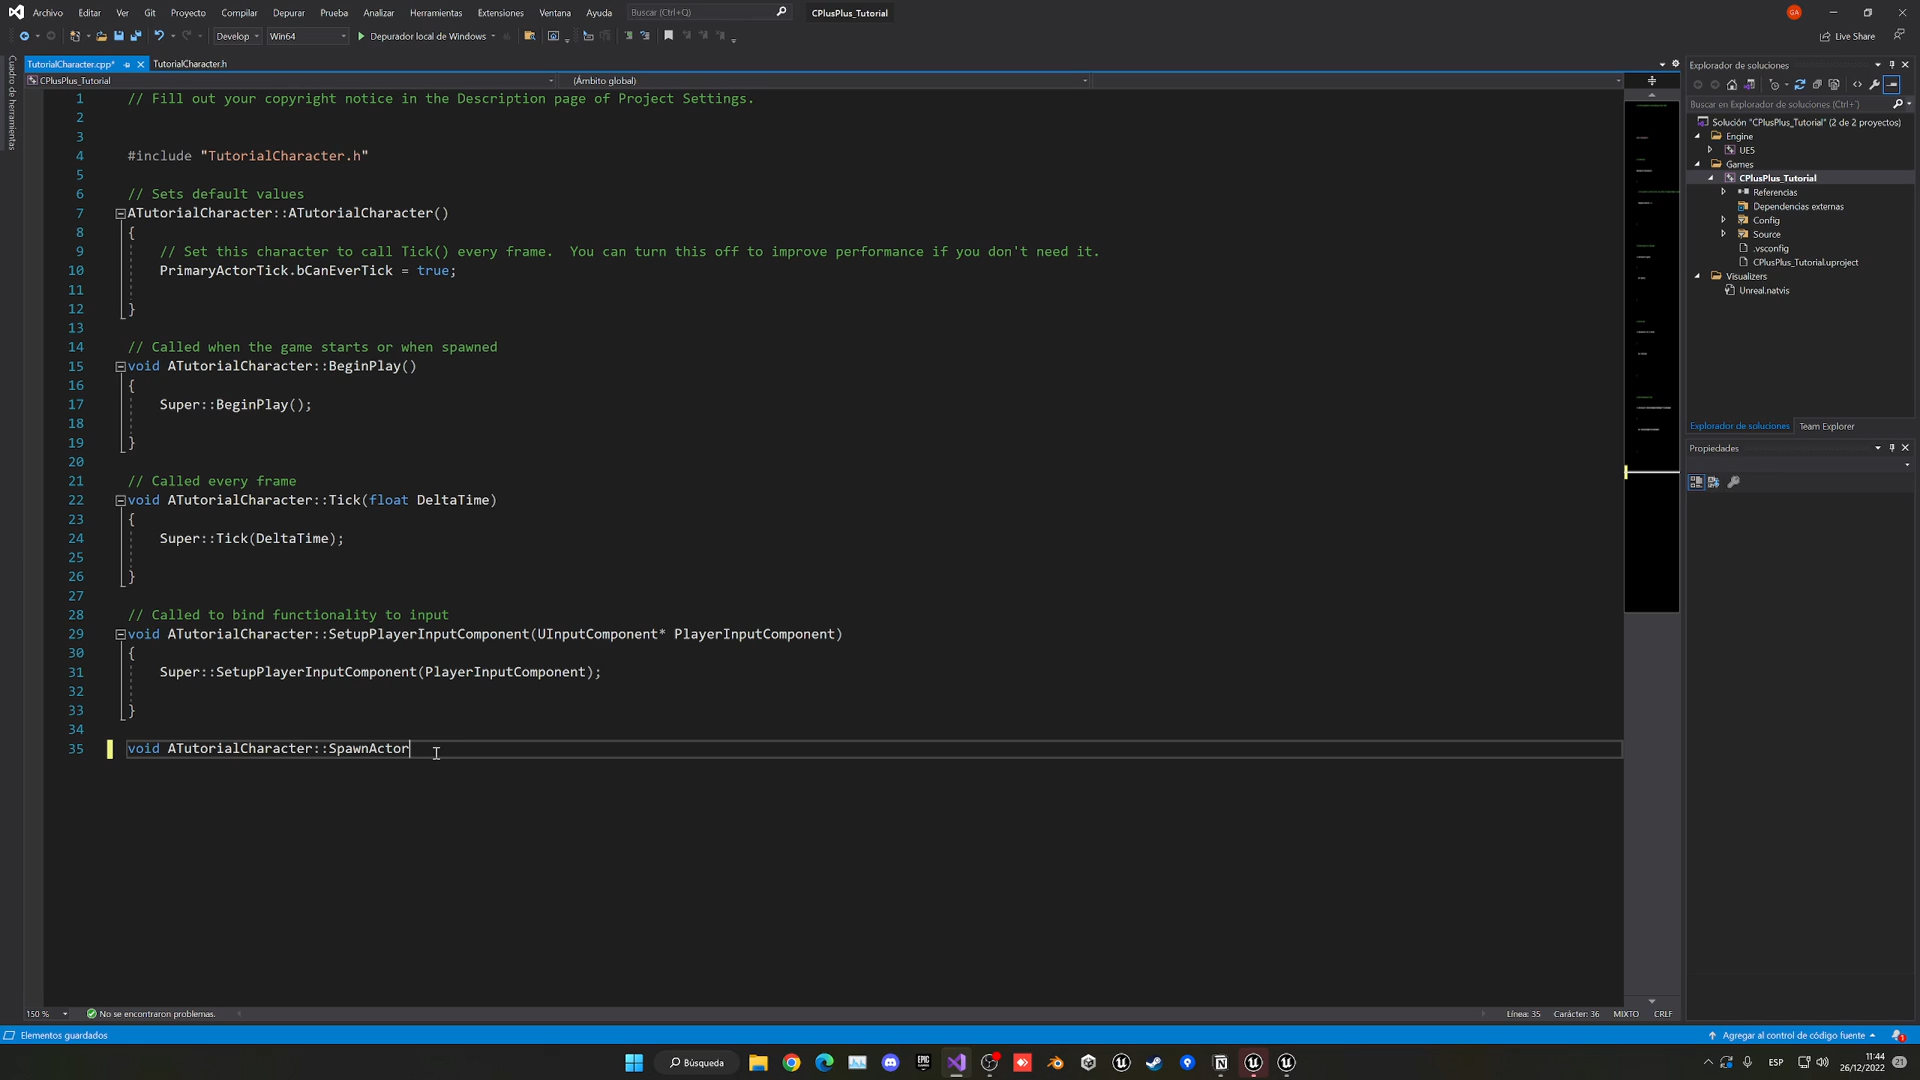 Archivo Editar Ver Git Proyecto Compilar Depurar Prueba Analizar Herramientas Extensiones Ventana Ayuda Buscar (Ctrl+Q) CPlusPlus_Tutorial GA
Develop Win64 Depurador local de Windows Live Share
TutorialCharacter.cpp* TutorialCharacter.h
CPlusPlus_Tutorial (Ámbito global)
Cuadro de herramientas
1 // Fill out your copyright notice in the Description page of Project Settings.
2
3
4 #include "TutorialCharacter.h"
5
6 // Sets default values
7 ATutorialCharacter::ATutorialCharacter()
8 {
9 // Set this character to call Tick() every frame.  You can turn this off to improve performance if you don't need it.
10 PrimaryActorTick.bCanEverTick = true;
11
12 }
13
14 // Called when the game starts or when spawned
15 void ATutorialCharacter::BeginPlay()
16 {
17 Super::BeginPlay();
18
19 }
20
21 // Called every frame
22 void ATutorialCharacter::Tick(float DeltaTime)
23 {
24 Super::Tick(DeltaTime);
25
26 }
27
28 // Called to bind functionality to input
29 void ATutorialCharacter::SetupPlayerInputComponent(UInputComponent* PlayerInputComponent)
30 {
31 Super::SetupPlayerInputComponent(PlayerInputComponent);
32
33 }
34
35 void ATutorialCharacter::SpawnActor
Explorador de soluciones
Buscar en Explorador de soluciones (Ctrl+´)
Solución "CPlusPlus_Tutorial" (2 de 2 proyectos)
Engine
UE5
Games
CPlusPlus_Tutorial
Referencias
Dependencias externas
Config
Source
.vsconfig
CPlusPlus_Tutorial.uproject
Visualizers
Unreal.natvis
Explorador de soluciones Team Explorer
Propiedades
150 % No se encontraron problemas. Línea: 35 Carácter: 36 MIXTO CRLF
Elementos guardados Agregar al control de código fuente 1
Búsqueda EPIC GAMES ESP 11:44
26/12/2022 21